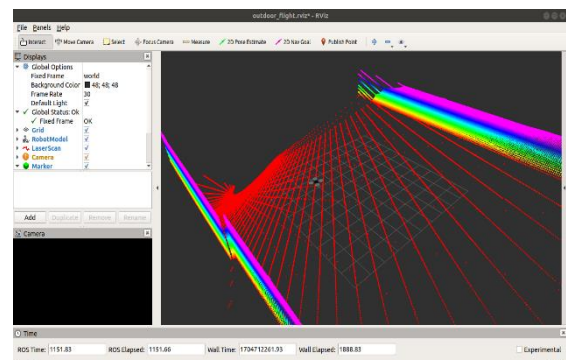 outdoor_flight.rviz* - RViz
File Panels Help
Interact Move Camera Select Focus Camera Measure 2D Pose Estimate 2D Nav Goal Publish Point
Displays
Global Options
Fixed Frame world
Background Color 48; 48; 48
Frame Rate 30
Default Light
Global Status: Ok
Fixed Frame OK
Grid
RobotModel
LaserScan
Camera
Marker
Add Duplicate Remove Rename
Camera
Time
ROS Time: 1151.83 ROS Elapsed: 1151.66 Wall Time: 1704712261.93 Wall Elapsed: 1888.83 Experimental